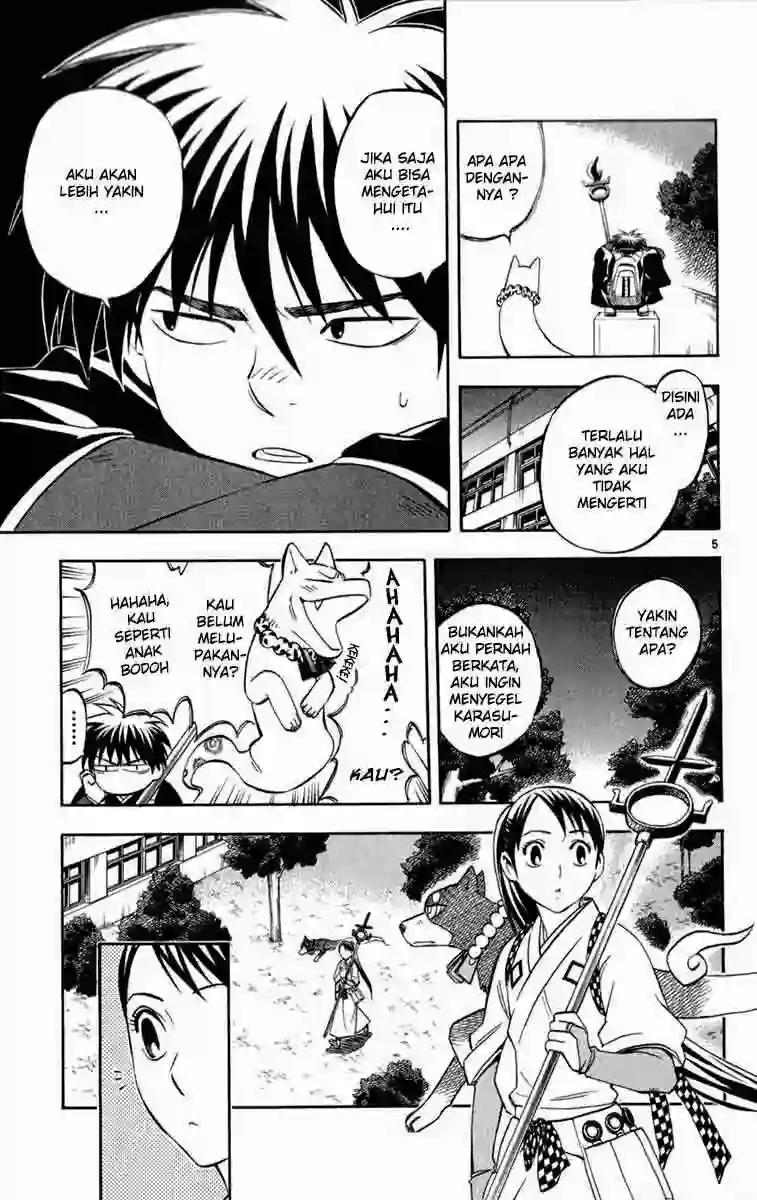 APA APA
DENGAN-
NYA ?
DISINI
ADA
...
TERLALU
BANYAK HAL
YANG AKU
TIDAK
MENGERTI
JIKA SAJA
AKU BISA
MENGETA-
HUI ITU
....
AKU AKAN
LEBIH YAKIN
...
5
YAKIN
TENTANG
APA?
BUKANKAH
AKU PERNAH
BERKATA,
AKU INGIN
MENYEGEL
KARASU-
MORI
AHAHAHA...
KAU?
KEKEKE!
KAU
BELUM
MELU-
PAKAN-
NYA?
HAHAHA,
KAU
SEPERTI
ANAK
BODOH
......